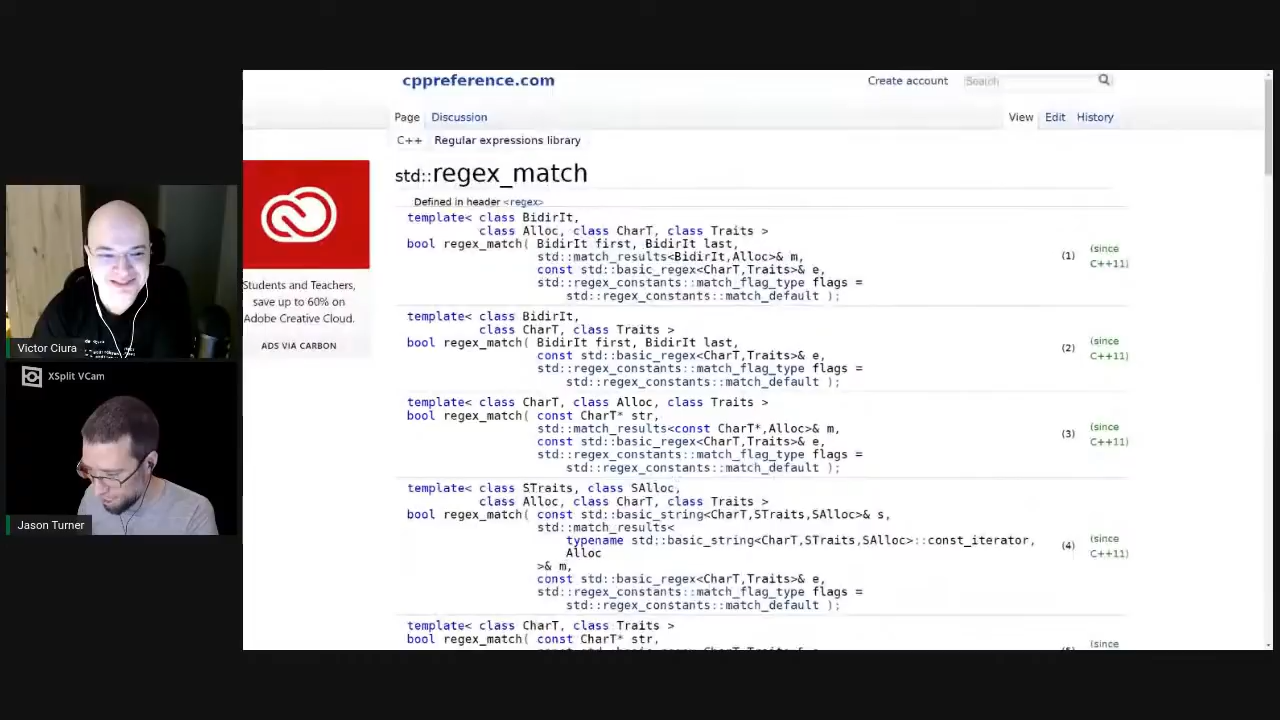 cppreference.com
Create account
Search
Page
Discussion
View
Edit
History
C++
Regular expressions library
std::regex_match
Defined in header <regex>
template< class BidirIt,
class Alloc, class CharT, class Traits >
bool regex_match( BidirIt first, BidirIt last,
std::match_results<BidirIt,Alloc>& m,
const std::basic_regex<CharT,Traits>& e,
std::regex_constants::match_flag_type flags =
std::regex_constants::match_default );
(1)
(since
C++11)
template< class BidirIt,
class CharT, class Traits >
bool regex_match( BidirIt first, BidirIt last,
const std::basic_regex<CharT,Traits>& e,
std::regex_constants::match_flag_type flags =
std::regex_constants::match_default );
(2)
(since
C++11)
template< class CharT, class Alloc, class Traits >
bool regex_match( const CharT* str,
std::match_results<const CharT*,Alloc>& m,
const std::basic_regex<CharT,Traits>& e,
std::regex_constants::match_flag_type flags =
std::regex_constants::match_default );
(3)
(since
C++11)
template< class STraits, class SAlloc,
class Alloc, class CharT, class Traits >
bool regex_match( const std::basic_string<CharT,STraits,SAlloc>& s,
std::match_results<
typename std::basic_string<CharT,STraits,SAlloc>::const_iterator,
Alloc
>& m,
const std::basic_regex<CharT,Traits>& e,
std::regex_constants::match_flag_type flags =
std::regex_constants::match_default );
(4)
(since
C++11)
template< class CharT, class Traits >
bool regex_match( const CharT* str,
(since
Students and Teachers,
save up to 60% on
Adobe Creative Cloud.
ADS VIA CARBON
Victor Ciura
XSplit VCam
Jason Turner